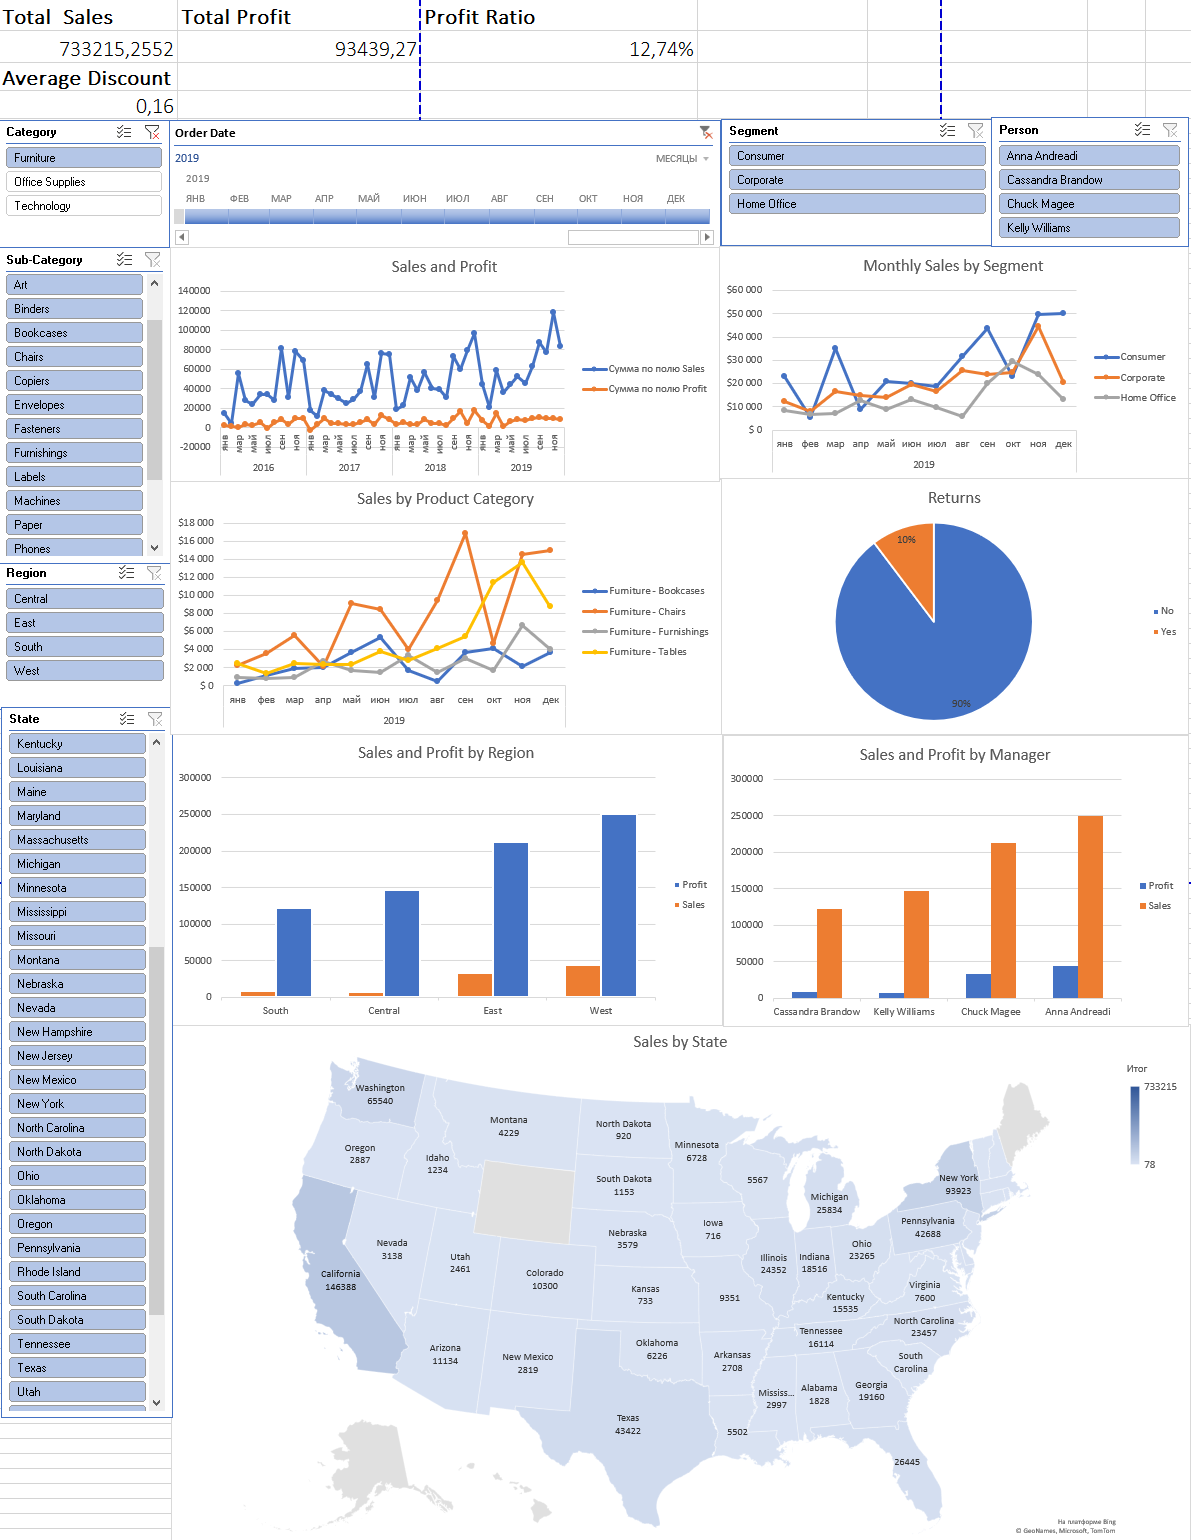 Total  Sales
Total Profit
Profit Ratio
733215,2552
93439,27
12,74%
Average Discount
0,16
Category
Furniture
Office Supplies
Technology
Order Date
2019
МЕСЯЦЫ
2019
ЯНВ ФЕВ МАР АПР МАЙ ИЮН ИЮЛ АВГ СЕН ОКТ НОЯ ДЕК
Segment
Consumer
Corporate
Home Office
Person
Anna Andreadi
Cassandra Brandow
Chuck Magee
Kelly Williams
Sub-Category
Art
Binders
Bookcases
Chairs
Copiers
Envelopes
Fasteners
Furnishings
Labels
Machines
Paper
Phones
Region
Central
East
South
West
State
Kentucky
Louisiana
Maine
Maryland
Massachusetts
Michigan
Minnesota
Mississippi
Missouri
Montana
Nebraska
Nevada
New Hampshire
New Jersey
New Mexico
New York
North Carolina
North Dakota
Ohio
Oklahoma
Oregon
Pennsylvania
Rhode Island
South Carolina
South Dakota
Tennessee
Texas
Utah
Sales and Profit
140000
120000
100000
80000
60000
40000
20000
0
-20000
янв мар май июл сен ноя янв мар май июл сен ноя янв мар май июл сен ноя янв мар май июл сен ноя
2016 2017 2018 2019
Сумма по полю Sales
Сумма по полю Profit
Monthly Sales by Segment
$60 000
$50 000
$40 000
$30 000
$20 000
$10 000
$ 0
янв фев мар апр май июн июл авг сен окт ноя дек
2019
Consumer
Corporate
Home Office
Sales by Product Category
$18 000
$16 000
$14 000
$12 000
$10 000
$8 000
$6 000
$4 000
$2 000
$ 0
янв фев мар апр май июн июл авг сен окт ноя дек
2019
Furniture - Bookcases
Furniture - Chairs
Furniture - Furnishings
Furniture - Tables
Returns
10%
90%
No
Yes
Sales and Profit by Region
300000
250000
200000
150000
100000
50000
0
South Central East West
Profit
Sales
Sales and Profit by Manager
300000
250000
200000
150000
100000
50000
0
Cassandra Brandow Kelly Williams Chuck Magee Anna Andreadi
Profit
Sales
Sales by State
Итог
733215
78
Washington
65540
Montana
4229
North Dakota
920
Minnesota
6728
Oregon
2887
Idaho
1234
South Dakota
1153
5567
Michigan
25834
New York
93923
Pennsylvania
42688
Nebraska
3579
Iowa
716
Nevada
3138
Utah
2461
Colorado
10300
Illinois
24352
Indiana
18516
Ohio
23265
California
146388
Kansas
733
9351
Kentucky
15535
Virginia
7600
North Carolina
23457
Tennessee
16114
Arizona
11134
New Mexico
2819
Oklahoma
6226
Arkansas
2708
South
Carolina
Mississ...
2997
Alabama
1828
Georgia
19160
Texas
43422
5502
26445
На платформе Bing
© GeoNames, Microsoft, TomTom